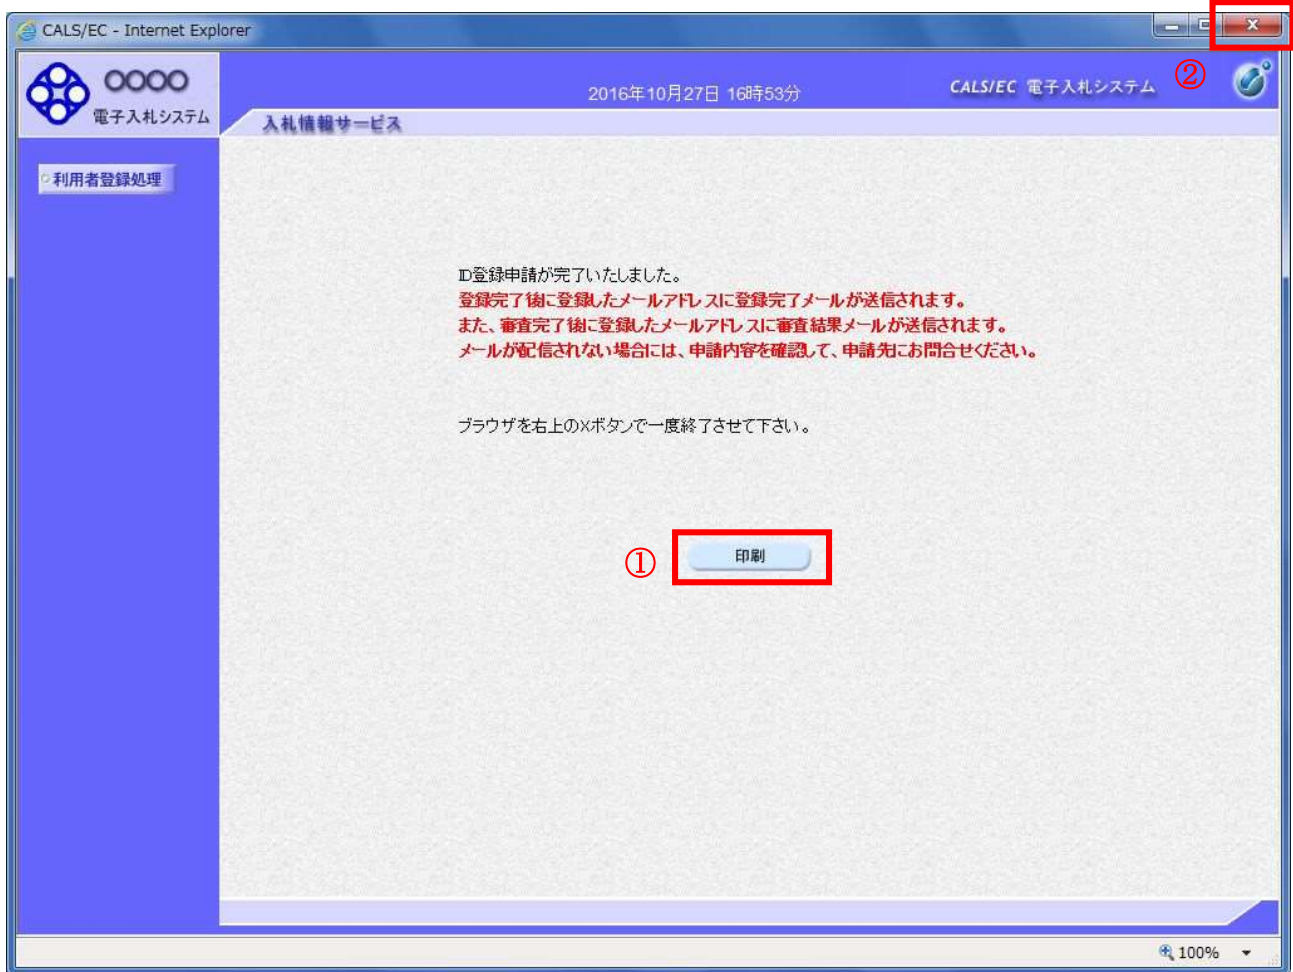 CALS/EC - Internet Explorer
○○○○
電子入札システム
2016年10月27日 16時53分
CALS/EC 電子入札システム
②
入札情報サービス
利用者登録処理
ID登録申請が完了いたしました。
登録完了後に登録したメールアドレスに登録完了メールが送信されます。
また、審査完了後に登録したメールアドレスに審査結果メールが送信されます。
メールが配信されない場合には、申請内容を確認して、申請先にお問合せください。
ブラウザを右上の×ボタンで一度終了させて下さい。
①
印刷
100%